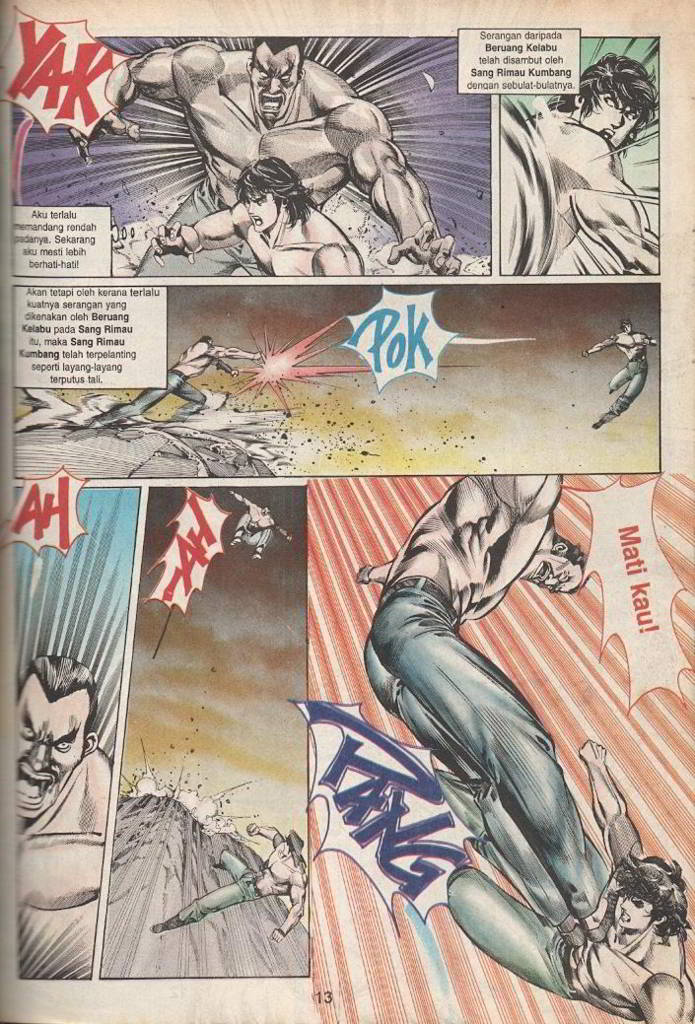 YAK
Serangan daripada
Beruang Kelabu
telah disambut oleh
Sang Rimau Kumbang
dengan sebulat-bulatnya.
Aku terlalu
memandang rendah
padanya. Sekarang
aku mesti lebih
berhati-hati!
Akan tetapi oleh kerana terlalu
kuatnya serangan yang
dikenakan oleh Beruang
Kelabu pada Sang Rimau
itu, maka Sang Rimau
Kumbang telah terpelanting
seperti layang-layang
terputus tali.
POK
AH
YAH
Mati kau!
PANG
13